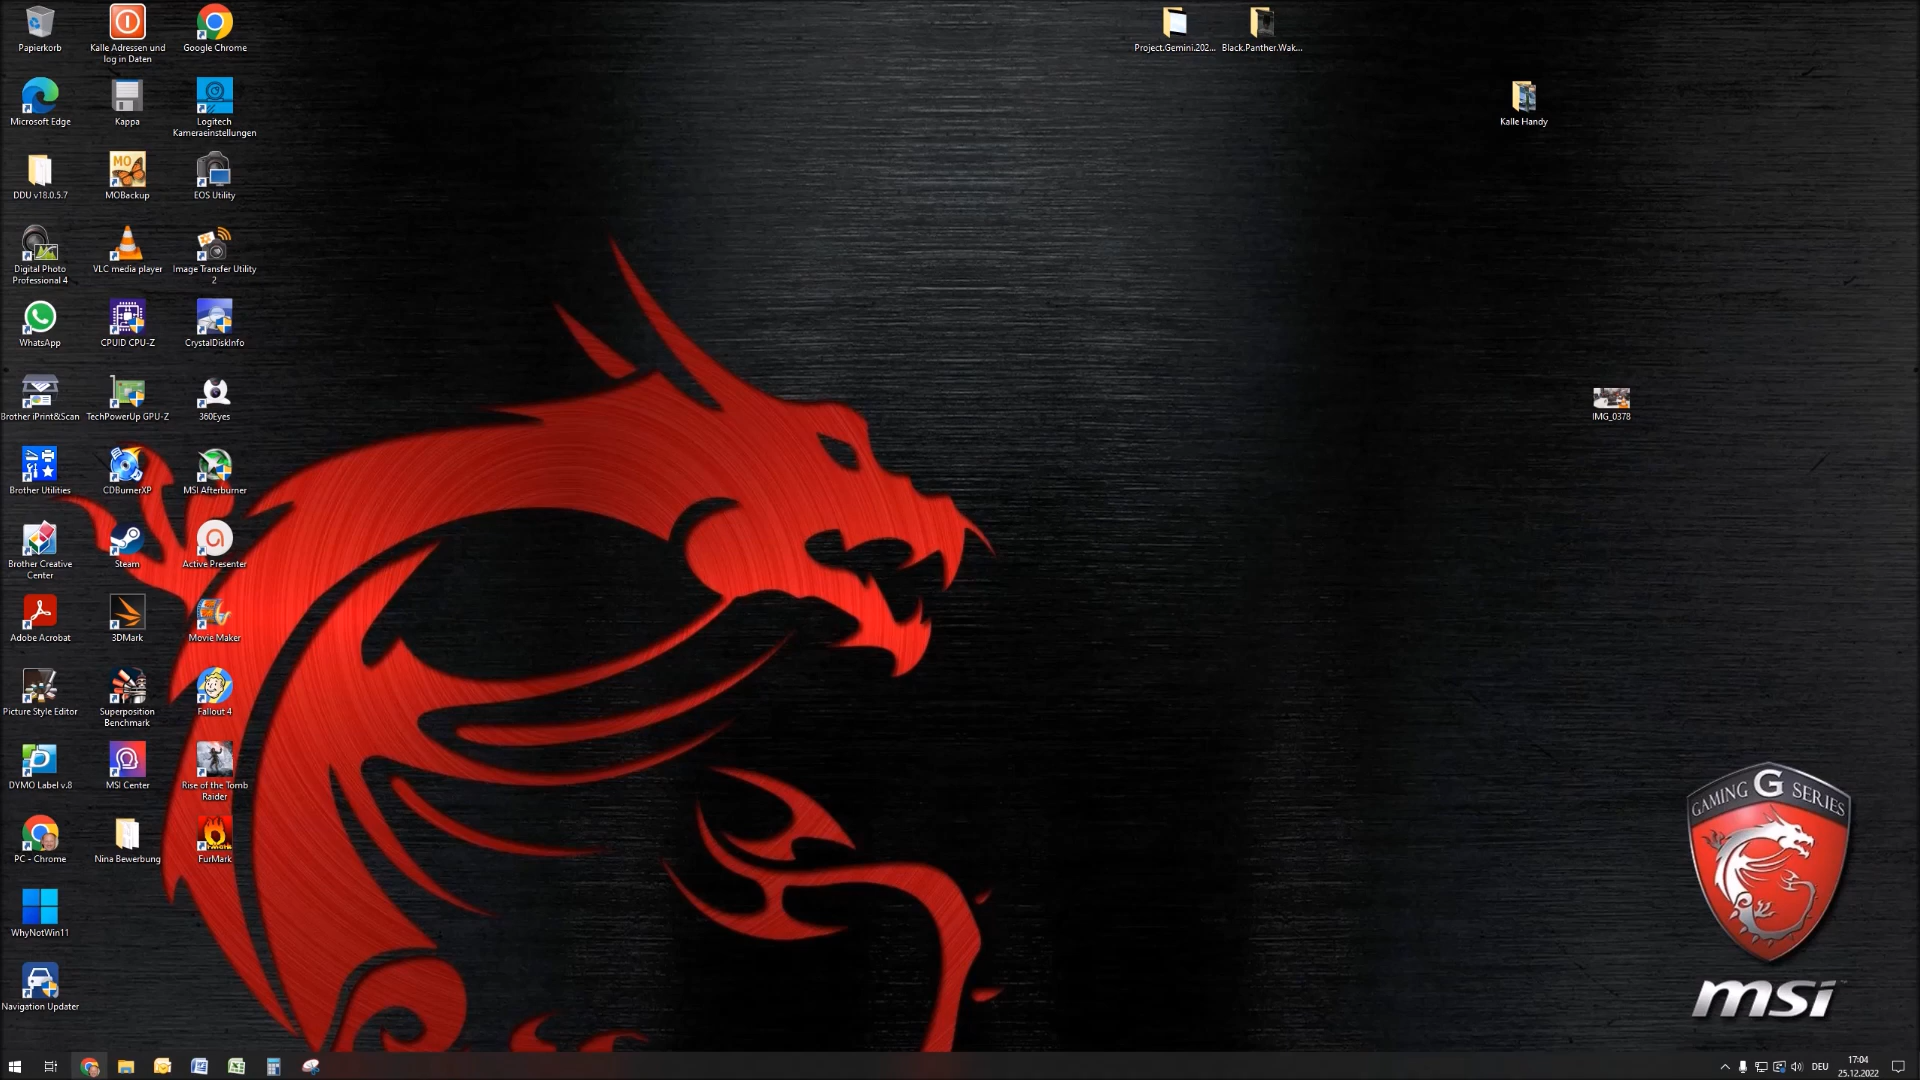 Papierkorb
Kalle Adressen und
log in Daten
Google Chrome
Project.Gemini.202...
Black.Panther.Wak...
Microsoft Edge
Kappa
Logitech
Kameraeinstellungen
Kalle Handy
DDU v18.0.5.7
MO
MOBackup
EOS Utility
Digital Photo
Professional 4
VLC media player
Image Transfer Utility
2
WhatsApp
CPUID CPU-Z
CrystalDiskInfo
Brother iPrint&Scan
TechPowerUp GPU-Z
360Eyes
IMG_0378
Brother Utilities
CDBurnerXP
MSI Afterburner
Brother Creative
Center
Steam
Active Presenter
Adobe Acrobat
3DMark
Movie Maker
Picture Style Editor
Superposition
Benchmark
Fallout 4
DYMO Label v.8
MSI Center
Rise of the Tomb
Raider
PC - Chrome
Nina Bewerbung
FurMark
GAMING G SERIES
WhyNotWin11
Navigation Updater
msi
DEU
17:04
25.12.2022